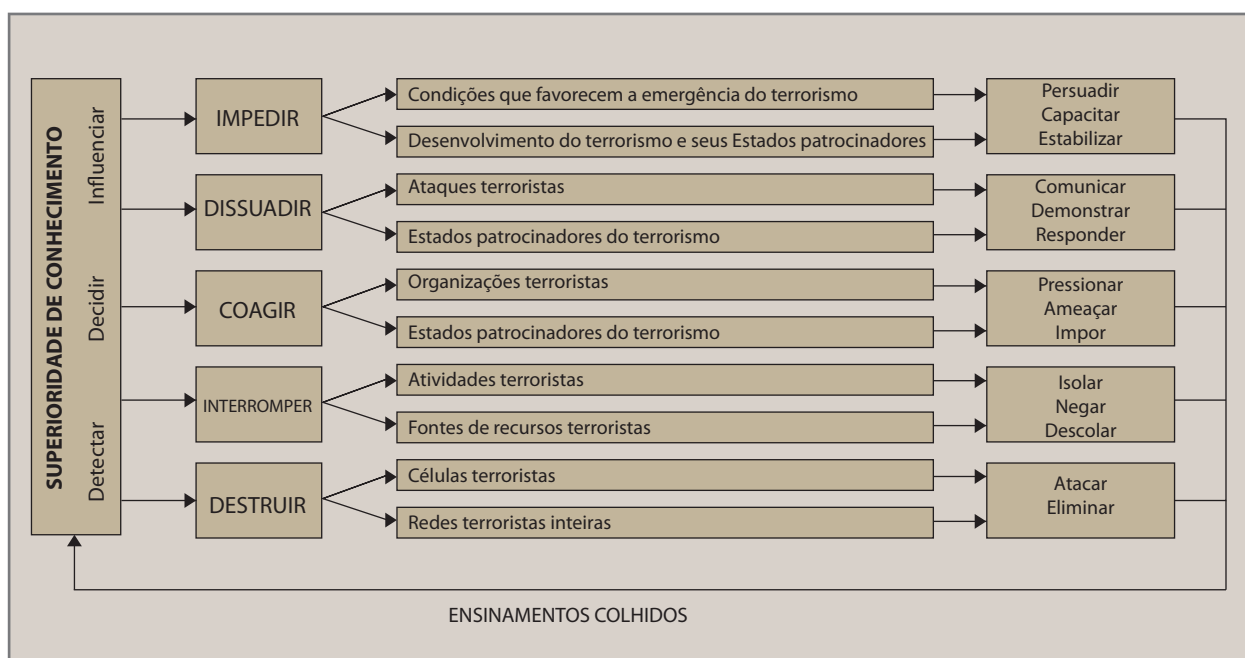 SUPERIORIDADE DE CONHECIMENTO
Influenciar
Decidir
Detectar
IMPEDIR
Condições que favorecem a emergência do terrorismo
Desenvolvimento do terrorismo e seus Estados patrocinadores
Persuadir
Capacitar
Estabilizar
DISSUADIR
Ataques terroristas
Estados patrocinadores do terrorismo
Comunicar
Demonstrar
Responder
COAGIR
Organizações terroristas
Estados patrocinadores do terrorismo
Pressionar
Ameaçar
Impor
INTERROMPER
Atividades terroristas
Fontes de recursos terroristas
Isolar
Negar
Descolar
DESTRUIR
Células terroristas
Redes terroristas inteiras
Atacar
Eliminar
ENSINAMENTOS COLHIDOS